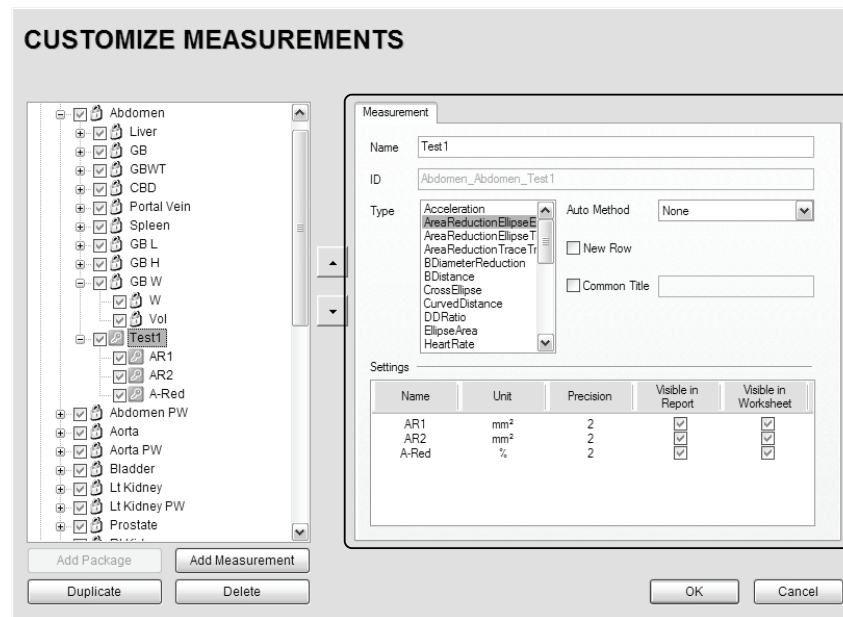 CUSTOMIZE MEASUREMENTS
Abdomen
Liver
GB
GBWT
CBD
Portal Vein
Spleen
GB L
GB H
GB W
W
Vol
Test1
AR1
AR2
A-Red
Abdomen PW
Aorta
Aorta PW
Bladder
Lt Kidney
Lt Kidney PW
Prostate
Add Package
Add Measurement
Duplicate
Delete
Measurement
Name Test1
ID Abdomen_Abdomen_Test1
Type
Acceleration
AreaReductionEllipseE
AreaReductionEllipseT
AreaReductionTraceTr
BDiameterReduction
BDistance
CrossEllipse
CurvedDistance
DDRatio
EllipseArea
HeartRate
Auto Method None
New Row
Common Title
Settings
Name Unit Precision Visible in Report Visible in Worksheet
AR1 mm² 2
AR2 mm² 2
A-Red % 2
OK
Cancel